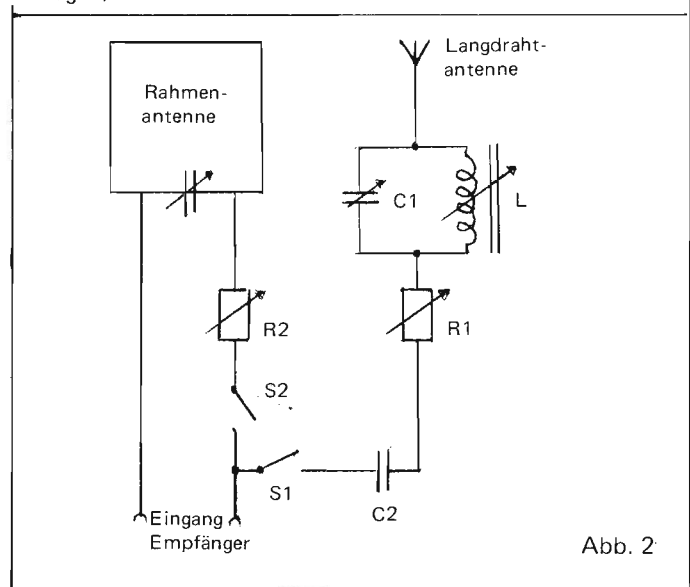 Rahmen-
antenne
Langdraht-
antenne
C1
L
R2
R1
S2
S1
C2
Eingang
Empfänger
Abb. 2